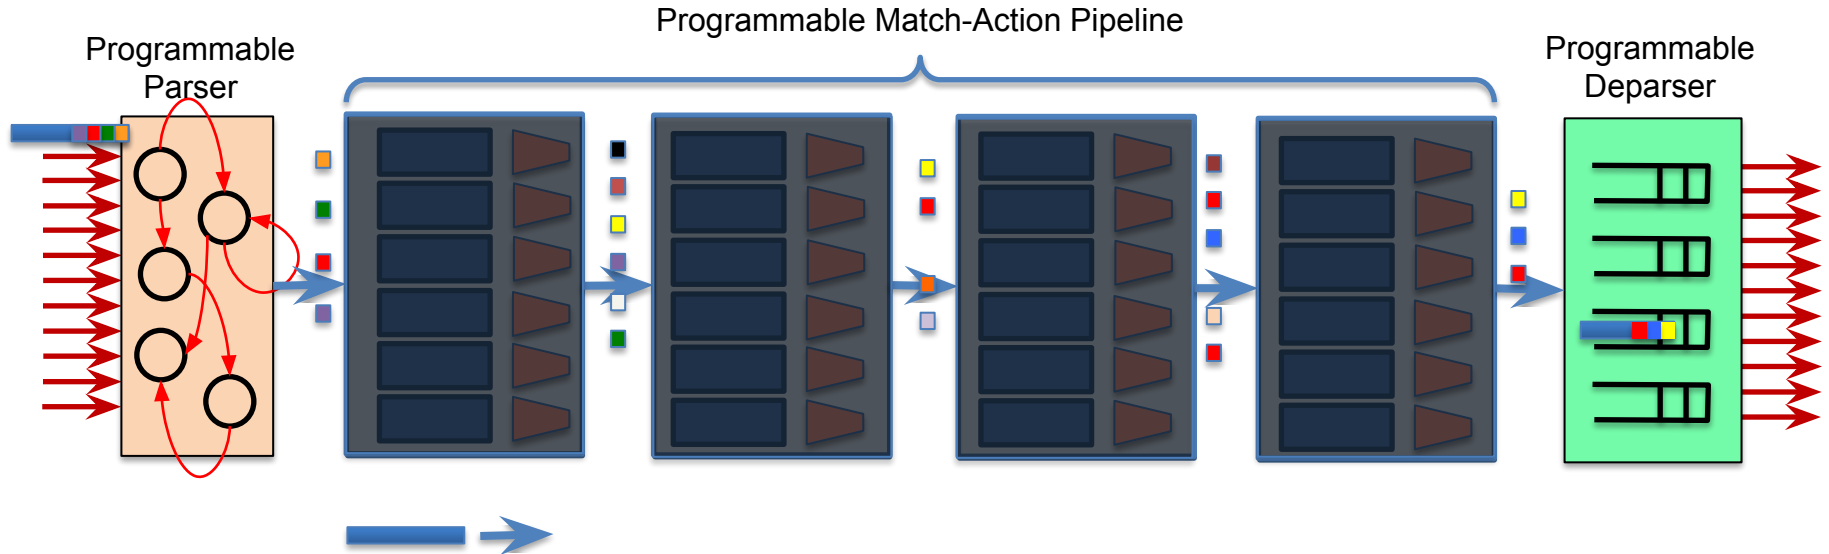 Programmable Match-Action Pipeline
Programmable
Parser
Programmable
Deparser